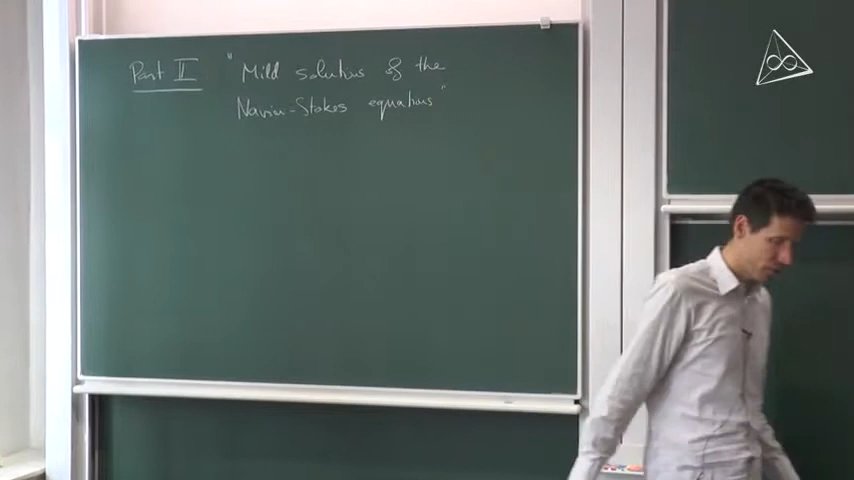 Part II "Mild solutions of the
Navier-Stokes equations"